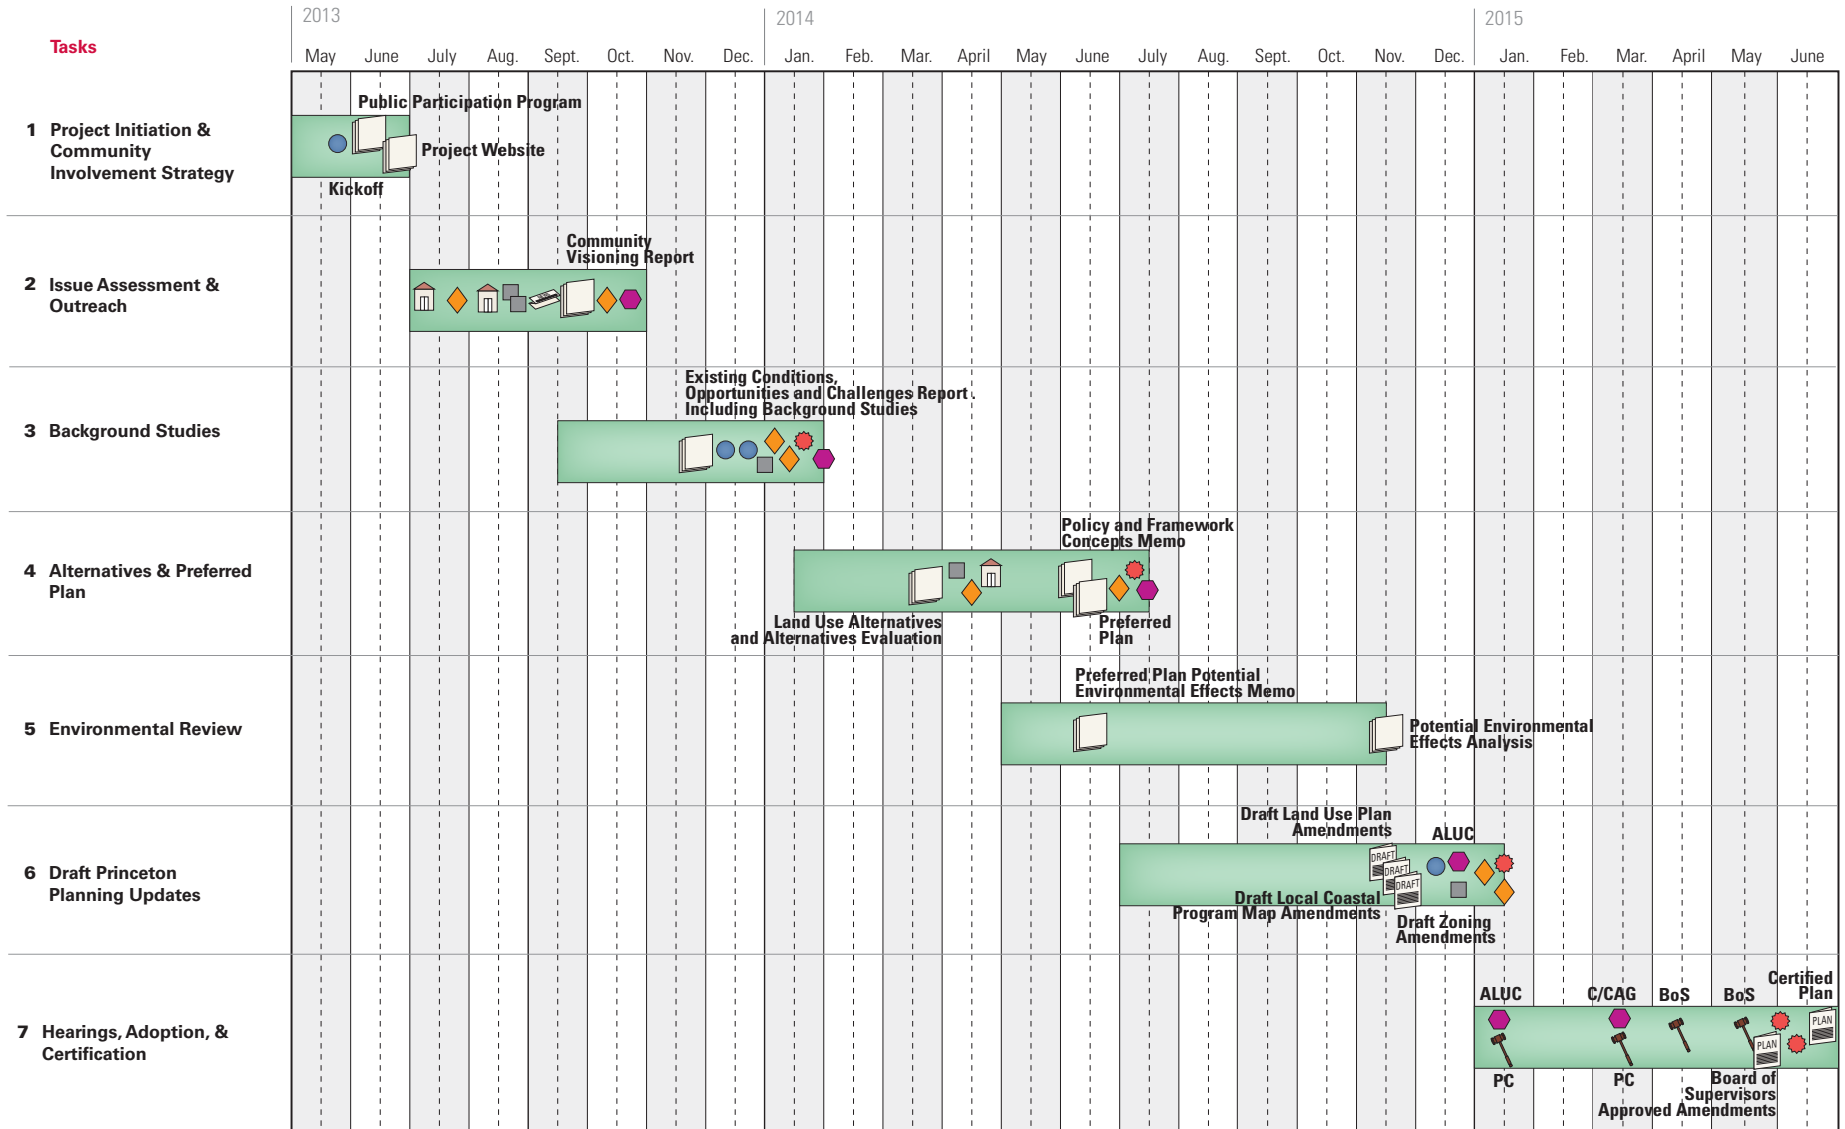 2013
2014
2015
Tasks
May June July Aug. Sept. Oct. Nov. Dec. Jan. Feb. Mar. April May June July Aug. Sept. Oct. Nov. Dec. Jan. Feb. Mar. April May June
Public Participation Program
1 Project Initiation &
Community
Involvement Strategy
Project Website
Kickoff
Community
Visioning Report
2 Issue Assessment &
Outreach
Existing Conditions,
Opportunities and Challenges Report .
Including Background Studies
3 Background Studies
Policy and Framework
Concepts Memo
4 Alternatives & Preferred
Plan
Land Use Alternatives
and Alternatives Evaluation
Preferred
Plan
Preferred Plan Potential
Environmental Effects Memo
5 Environmental Review
Potential Environmental
Effects Analysis
Draft Land Use Plan
Amendments
ALUC
6 Draft Princeton
Planning Updates
DRAFT
DRAFT
DRAFT
Draft Local Coastal
Program Map Amendments
Draft Zoning
Amendments
Certified
Plan
ALUC
C/CAG
BoS
BoS
7 Hearings, Adoption, &
Certification
PLAN
PLAN
PC
PC
Board of
Supervisors
Approved Amendments